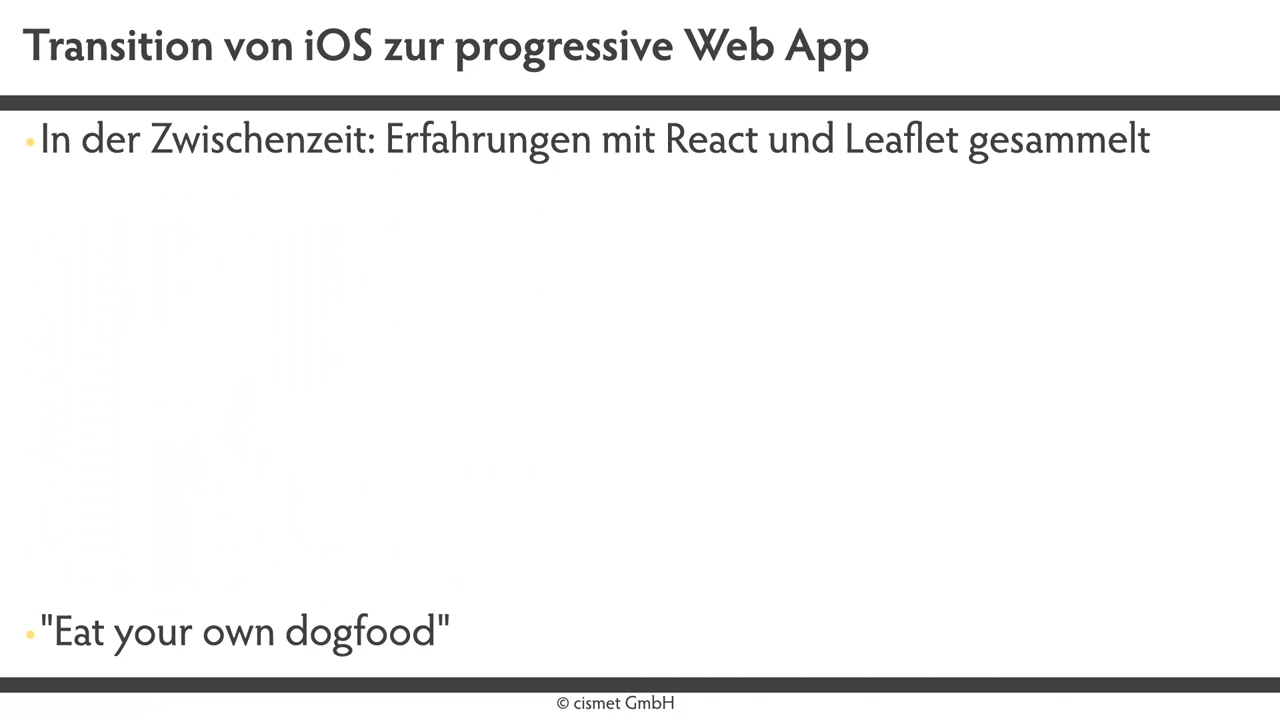 Transition von iOS zur progressive Web App
• In der Zwischenzeit: Erfahrungen mit React und Leaflet gesammelt
• "Eat your own dogfood"
© cismet GmbH